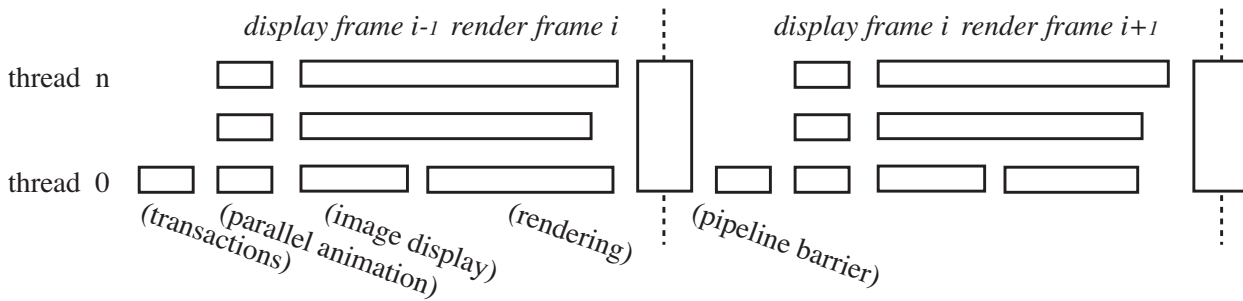 display frame i-1 render frame i
display frame i render frame i+1
thread n
thread 0
(transactions)
(parallel animation)
(image display)
(rendering)
(pipeline barrier)